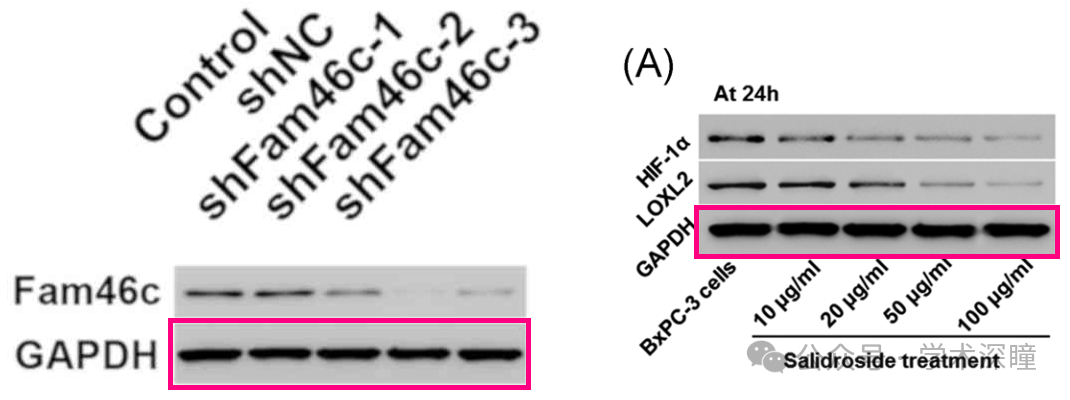 Control
shNC
shFam46c-1
shFam46c-2
shFam46c-3
Fam46c
GAPDH
(A)
At 24h
HIF-1α
LOXL2
GAPDH
BxPC-3 cells
10 μg/ml
20 μg/ml
50 μg/ml
100 μg/ml
Salidroside treatment
公众号 · 学术深瞳